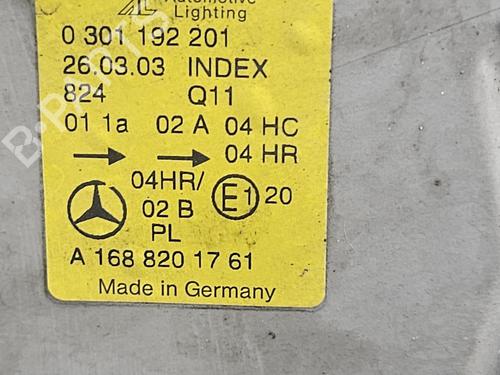 Automotive
Lighting
0 301 192 201
26.03.03 INDEX
824 Q11
01 1a 02 A 04 HC
04 HR
04HR/
02 B E1 20
PL
A 168 820 17 61
Made in Germany
B-PARTS